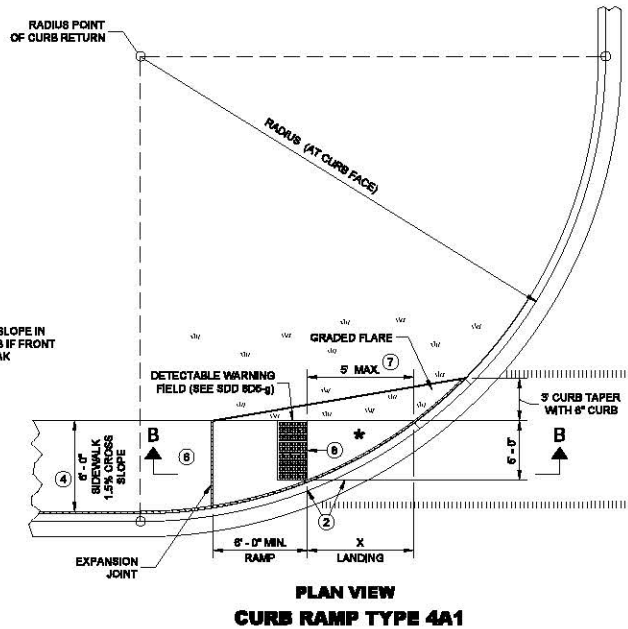 RADIUS POINT
OF CURB RETURN
RADIUS (AT CURB FACE)
SLOPE IN
IF FRONT
GRADED FLARE
5' MAX. 7
DETECTABLE WARNING
FIELD (SEE SDD 8D5-g)
3' CURB TAPER
WITH 6" CURB
B
B
*
6
8
4
6' - 0"
SIDEWALK
1.5% CROSS
SLOPE
5' - 0"
2
EXPANSION
JOINT
6' - 0" MIN.
RAMP
X
LANDING
PLAN VIEW
CURB RAMP TYPE 4A1